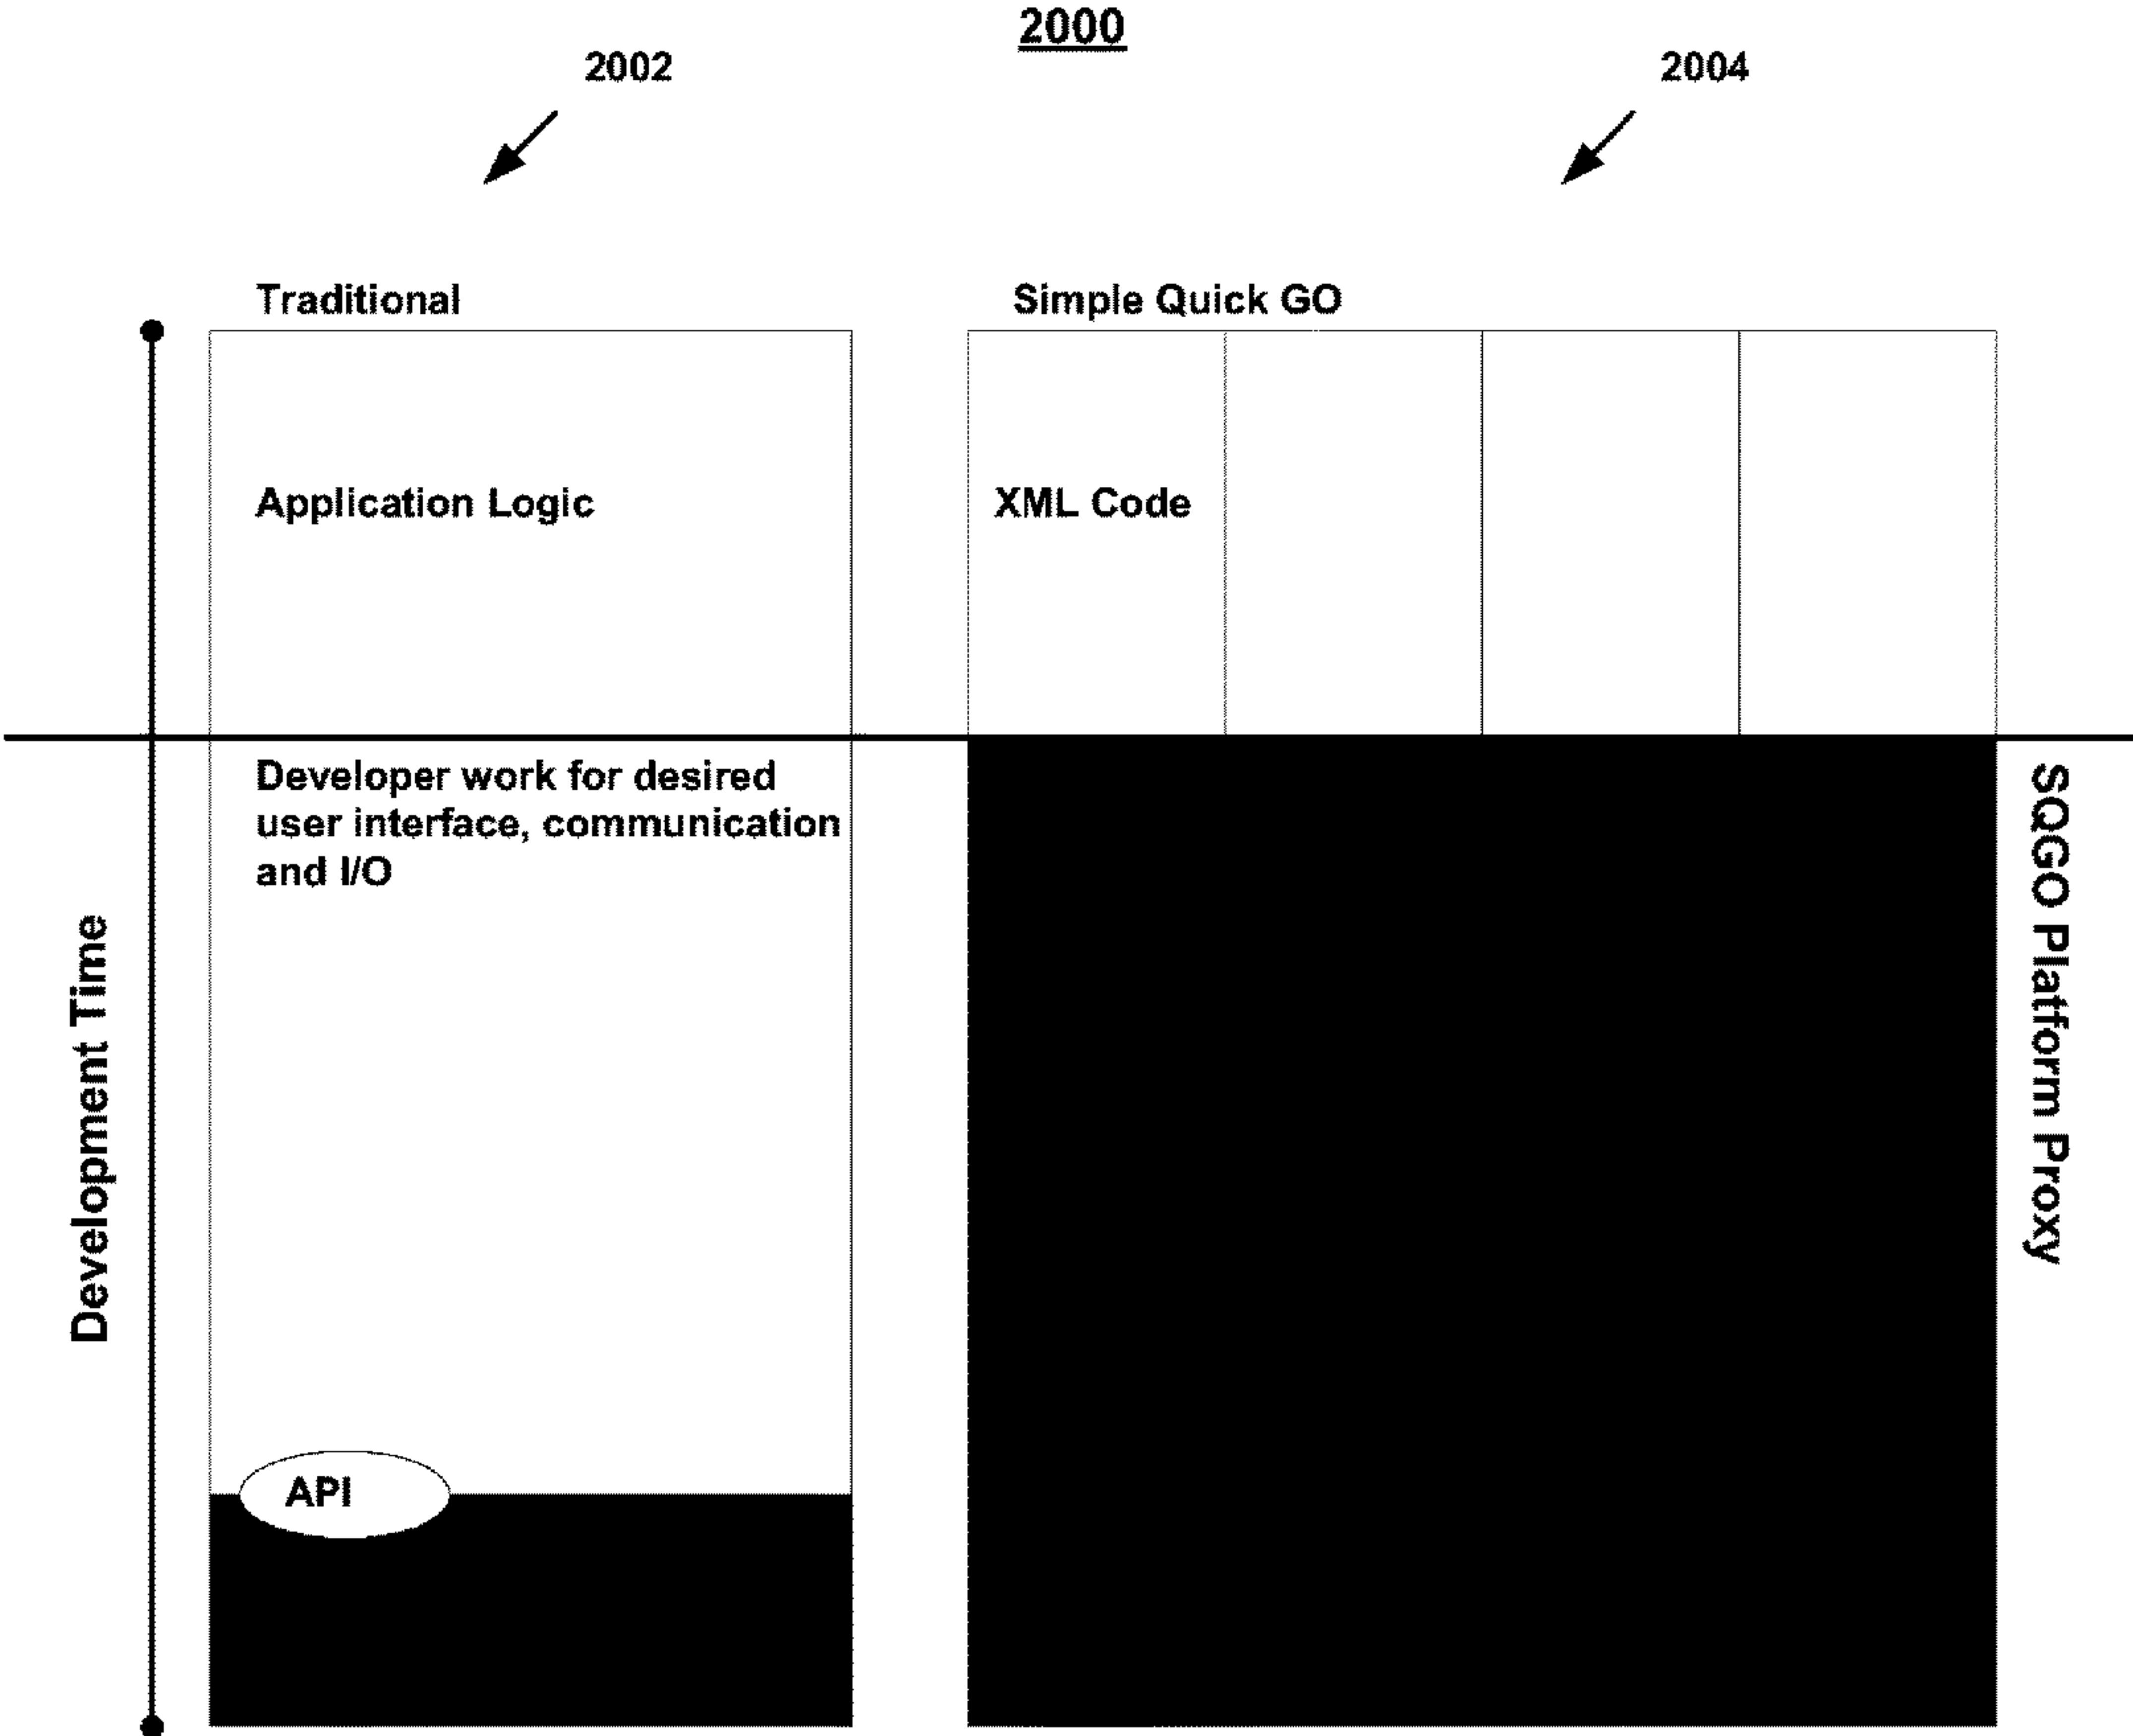 2000
2002
2004
Traditional
Simple Quick GO
Application Logic
XML Code
Developer work for desired
user interface, communication
and I/O
API
Development Time
SQGO Platform Proxy